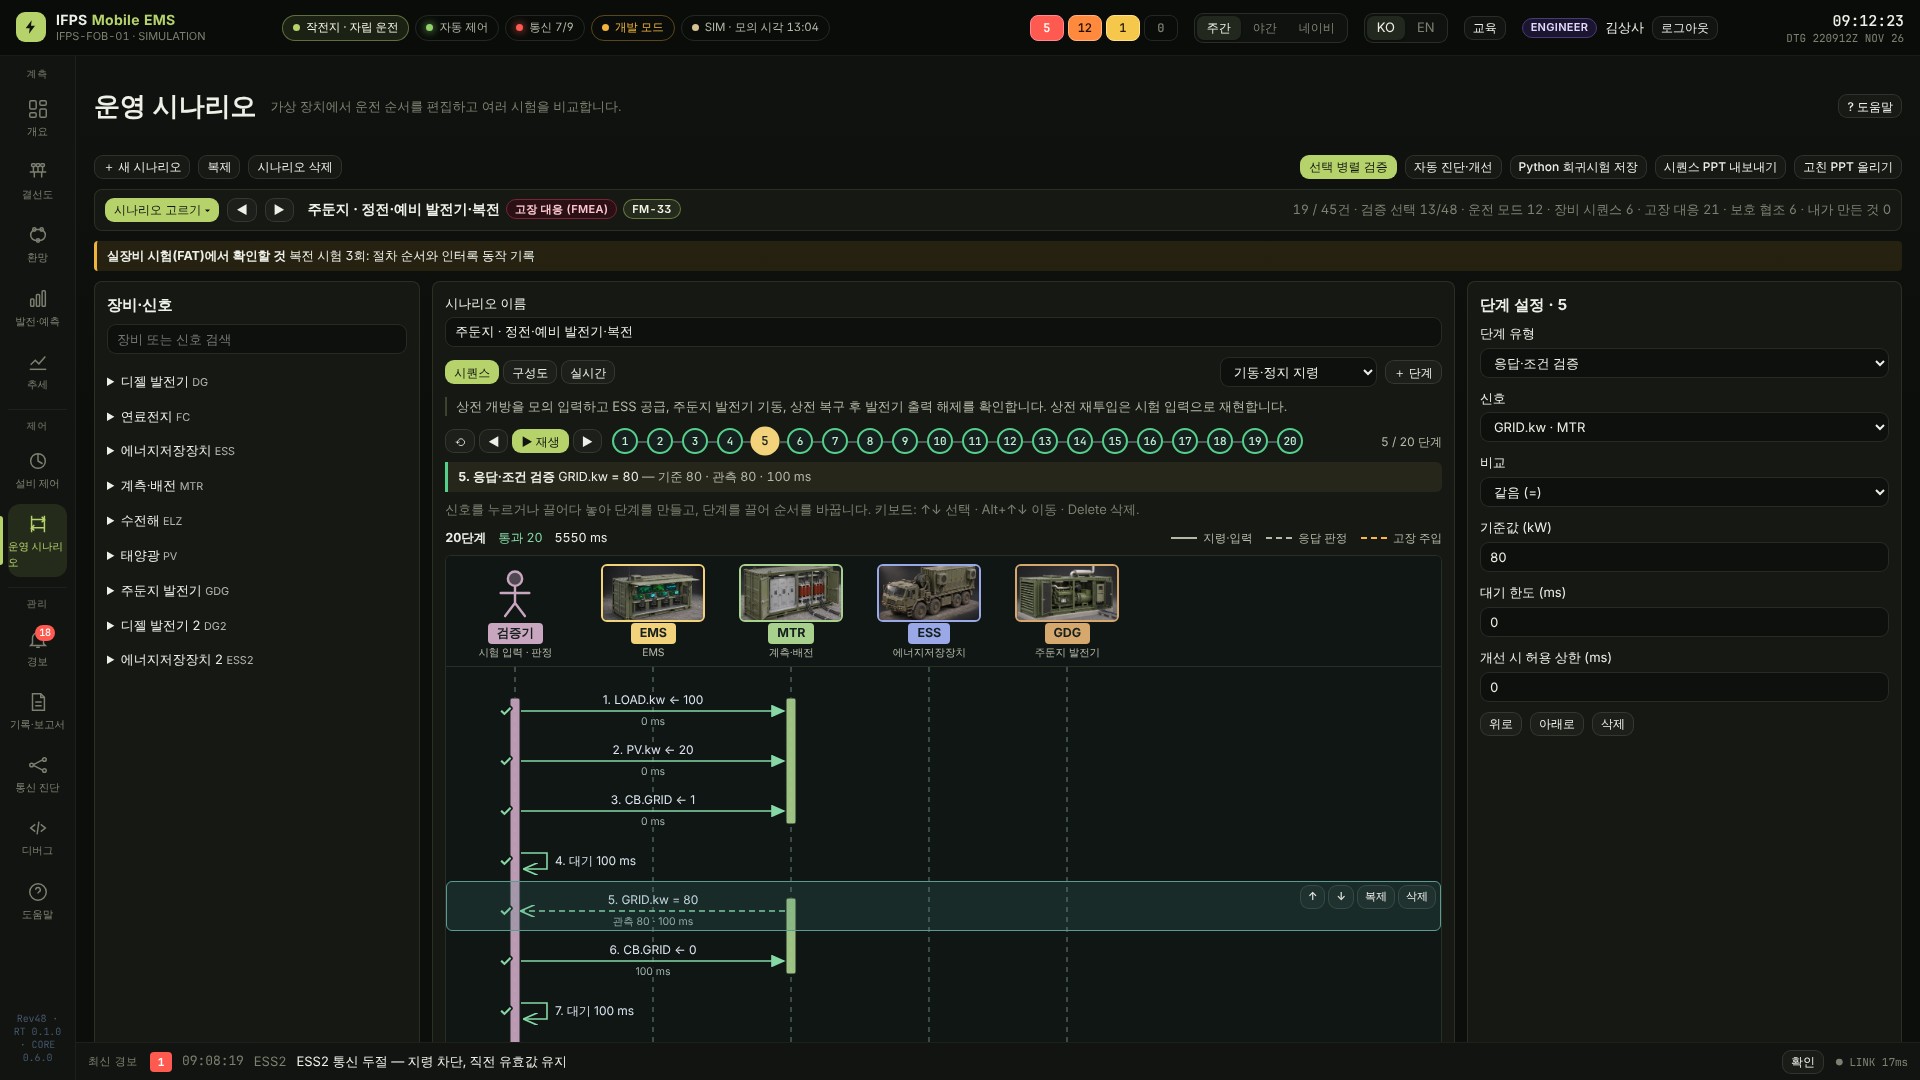 IFPS Mobile EMS
IFPS-FOB-01 · SIMULATION
작전지 · 자립 운전
자동 제어
통신 7/9
개발 모드
SIM · 모의 시각 13:04
5
12
1
0
주간
야간
네이비
KO
EN
교육
ENGINEER
김상사
로그아웃
09:12:23
DTG 220912Z NOV 26
계측
개요
결선도
환망
발전·예측
추세
제어
설비 제어
운영 시나리
오
관리
18
경보
기록·보고서
통신 진단
디버그
도움말
Rev48 ·
RT 0.1.0
· CORE
0.6.0
운영 시나리오
가상 장치에서 운전 순서를 편집하고 여러 시험을 비교합니다.
? 도움말
+ 새 시나리오
복제
시나리오 삭제
선택 병렬 검증
자동 진단·개선
Python 회귀시험 저장
시퀀스 PPT 내보내기
고친 PPT 올리기
시나리오 고르기 ▾
◀
▶
주둔지 · 정전·예비 발전기·복전
고장 대응 (FMEA)
FM-33
19 / 45건 · 검증 선택 13/48 · 운전 모드 12 · 장비 시퀀스 6 · 고장 대응 21 · 보호 협조 6 · 내가 만든 것 0
실장비 시험(FAT)에서 확인할 것 복전 시험 3회: 절차 순서와 인터록 동작 기록
장비·신호
장비 또는 신호 검색
▶ 디젤 발전기 DG
▶ 연료전지 FC
▶ 에너지저장장치 ESS
▶ 계측·배전 MTR
▶ 수전해 ELZ
▶ 태양광 PV
▶ 주둔지 발전기 GDG
▶ 디젤 발전기 2 DG2
▶ 에너지저장장치 2 ESS2
시나리오 이름
주둔지 · 정전·예비 발전기·복전
시퀀스
구성도
실시간
기동·정지 지령
+ 단계
상전 개방을 모의 입력하고 ESS 공급, 주둔지 발전기 기동, 상전 복구 후 발전기 출력 해제를 확인합니다. 상전 재투입은 시험 입력으로 재현합니다.
◀
▶ 재생
▶
1 2 3 4 5 6 7 8 9 10 11 12 13 14 15 16 17 18 19 20
5 / 20 단계
5. 응답·조건 검증 GRID.kw = 80 — 기준 80 · 관측 80 · 100 ms
신호를 누르거나 끌어다 놓아 단계를 만들고, 단계를 끌어 순서를 바꿉니다. 키보드: ↑↓ 선택 · Alt+↑↓ 이동 · Delete 삭제.
20단계
통과 20
5550 ms
지령·입력
응답 판정
고장 주입
검증기
시험 입력 · 판정
EMS
EMS
MTR
계측·배전
ESS
에너지저장장치
GDG
주둔지 발전기
1. LOAD.kw ← 100
0 ms
2. PV.kw ← 20
0 ms
3. CB.GRID ← 1
0 ms
4. 대기 100 ms
5. GRID.kw = 80
관측 80 · 100 ms
↑
↓
복제
삭제
6. CB.GRID ← 0
100 ms
7. 대기 100 ms
단계 설정 · 5
단계 유형
응답·조건 검증
신호
GRID.kw · MTR
비교
같음 (=)
기준값 (kW)
80
대기 한도 (ms)
0
개선 시 허용 상한 (ms)
0
위로
아래로
삭제
최신 경보
1
09:08:19
ESS2
ESS2 통신 두절 — 지령 차단, 직전 유효값 유지
확인
LINK 17ms